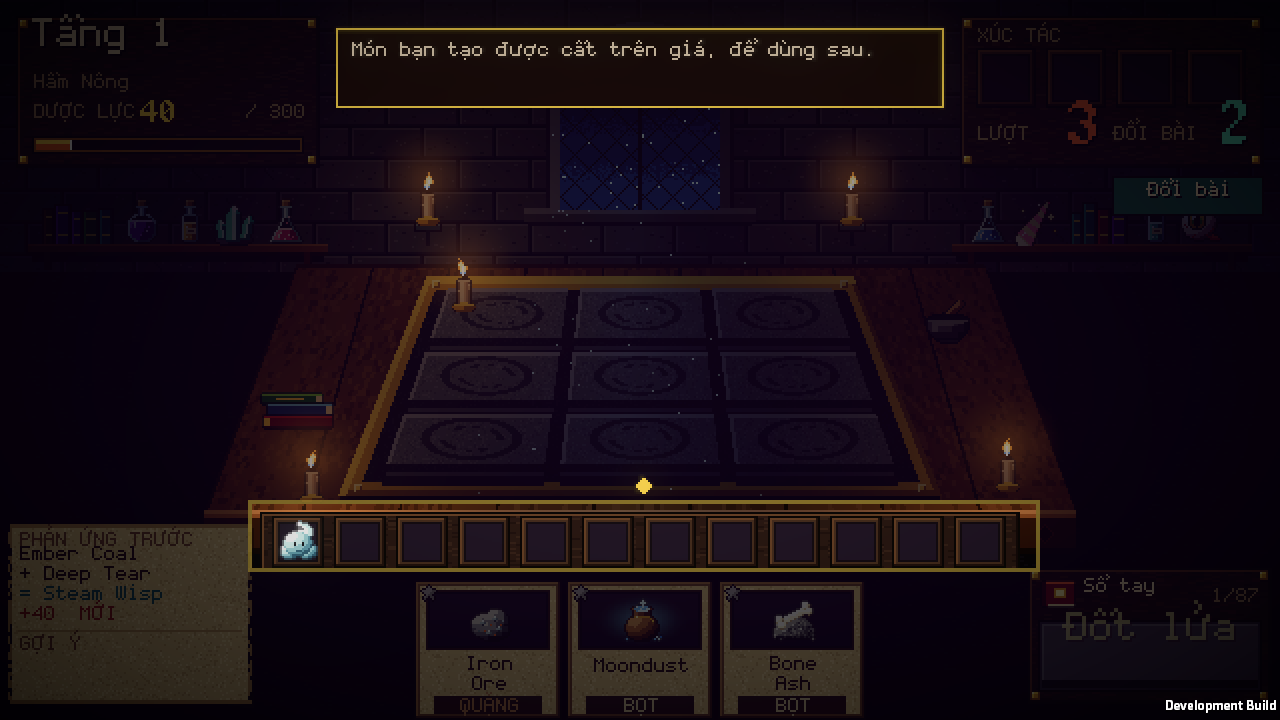 Tầng 1
Món bạn tạo được cất trên giá, để dùng sau.
XÚC TÁC
Hầm Nông
DƯỢC LỰC 40 / 300
LƯỢT 3 ĐỔI BÀI 2
Đổi bài
PHẢN ỨNG TRƯỚC
Ember Coal
+ Deep Tear
= Steam Wisp
+40 MỚI
GỢI Ý
Iron
Ore
QUẶNG
Moondust
BỘT
Bone
Ash
BỘT
Sổ tay
1/87
Đốt lửa
Development Build